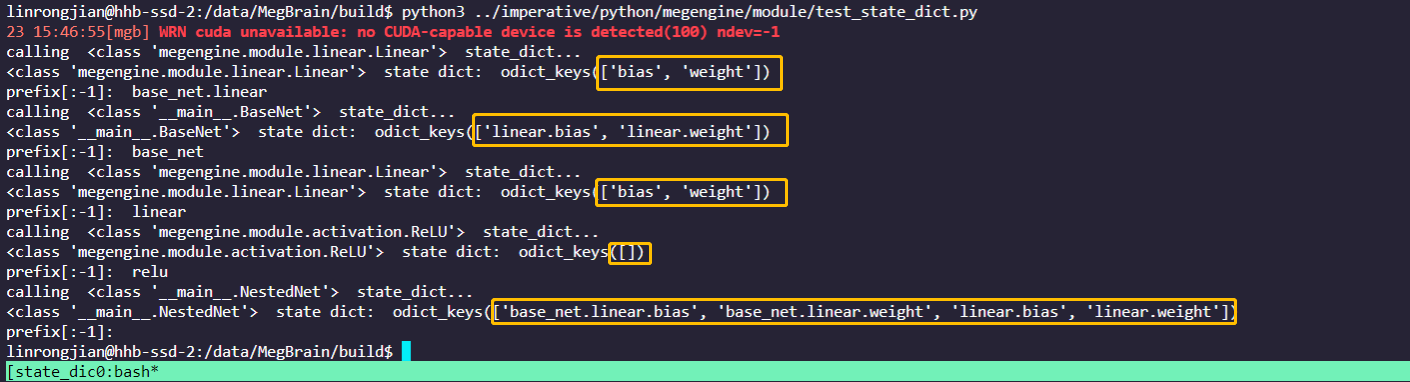 linrongjian@hhb-ssd-2:/data/MegBrain/build$ python3 ../imperative/python/megengine/module/test_state_dict.py
23 15:46:55[mgb] WRN cuda unavailable: no CUDA-capable device is detected(100) ndev=-1
calling  <class 'megengine.module.linear.Linear'>  state_dict...
<class 'megengine.module.linear.Linear'>  state dict:  odict_keys(['bias', 'weight'])
prefix[:-1]:  base_net.linear
calling  <class '__main__.BaseNet'>  state_dict...
<class '__main__.BaseNet'>  state dict:  odict_keys(['linear.bias', 'linear.weight'])
prefix[:-1]:  base_net
calling  <class 'megengine.module.linear.Linear'>  state_dict...
<class 'megengine.module.linear.Linear'>  state dict:  odict_keys(['bias', 'weight'])
prefix[:-1]:  linear
calling  <class 'megengine.module.activation.ReLU'>  state_dict...
<class 'megengine.module.activation.ReLU'>  state dict:  odict_keys([])
prefix[:-1]:  relu
calling  <class '__main__.NestedNet'>  state_dict...
<class '__main__.NestedNet'>  state dict:  odict_keys(['base_net.linear.bias', 'base_net.linear.weight', 'linear.bias', 'linear.weight'])
prefix[:-1]:
linrongjian@hhb-ssd-2:/data/MegBrain/build$
[state_dic0:bash*